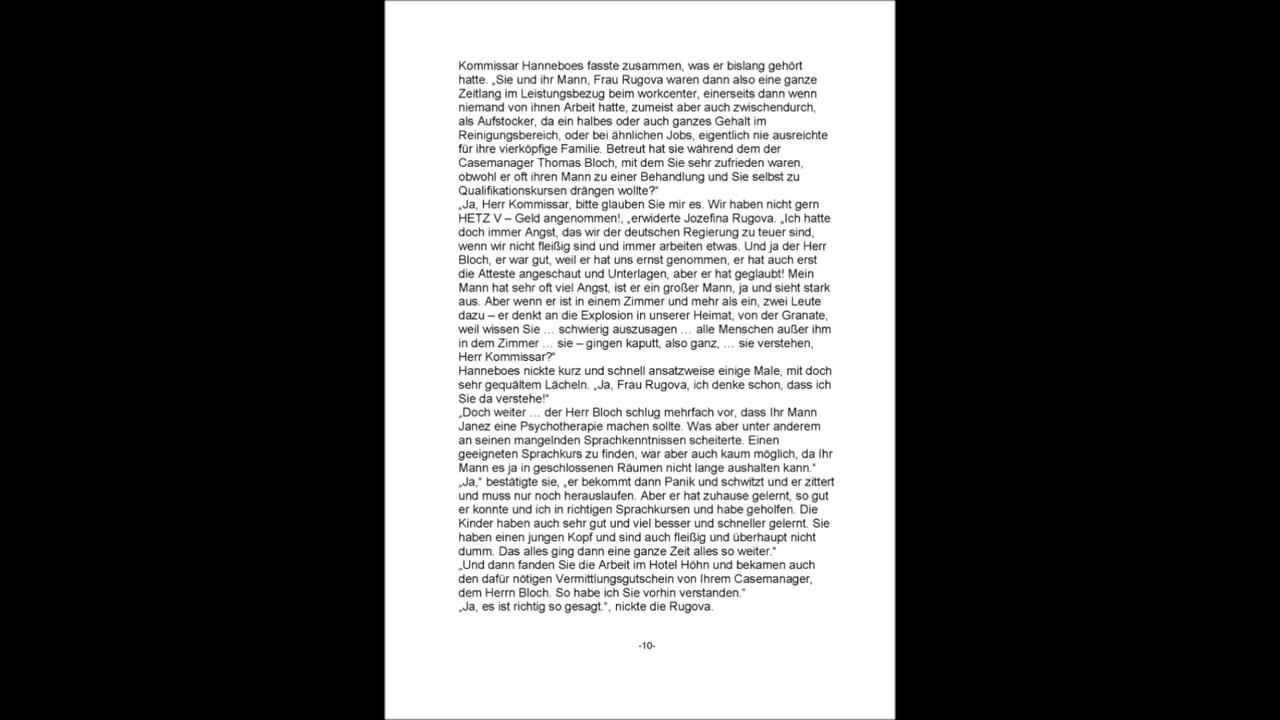 Kommissar Hanneboes fasste zusammen, was er bislang gehört
hatte. „Sie und ihr Mann, Frau Rugova waren dann also eine ganze
Zeitlang im Leistungsbezug beim workcenter, einerseits dann wenn
niemand von ihnen Arbeit hatte, zumeist aber auch zwischendurch,
als Aufstocker, da ein halbes oder auch ganzes Gehalt im
Reinigungsbereich, oder bei ähnlichen Jobs, eigentlich nie ausreichte
für ihre vierköpfige Familie. Betreut hat sie während dem der
Casemanager Thomas Bloch, mit dem Sie sehr zufrieden waren,
obwohl er oft ihren Mann zu einer Behandlung und Sie selbst zu
Qualifikationskursen drängen wollte?“
„Ja, Herr Kommissar, bitte glauben Sie mir es. Wir haben nicht gern
HETZ V – Geld angenommen!, „erwiderte Jozefina Rugova. „Ich hatte
doch immer Angst, das wir der deutschen Regierung zu teuer sind,
wenn wir nicht fleißig sind und immer arbeiten etwas. Und ja der Herr
Bloch, er war gut, weil er hat uns ernst genommen, er hat auch erst
die Atteste angeschaut und Unterlagen, aber er hat geglaubt! Mein
Mann hat sehr oft viel Angst, ist er ein großer Mann, ja und sieht stark
aus. Aber wenn er ist in einem Zimmer und mehr als ein, zwei Leute
dazu – er denkt an die Explosion in unserer Heimat, von der Granate,
weil wissen Sie … schwierig auszusagen … alle Menschen außer ihm
in dem Zimmer … sie – gingen kaputt, also ganz, … sie verstehen,
Herr Kommissar?“
Hanneboes nickte kurz und schnell ansatzweise einige Male, mit doch
sehr gequältem Lächeln. „Ja, Frau Rugova, ich denke schon, dass ich
Sie da verstehe!“
„Doch weiter … der Herr Bloch schlug mehrfach vor, dass Ihr Mann
Janez eine Psychotherapie machen sollte. Was aber unter anderem
an seinen mangelnden Sprachkenntnissen scheiterte. Einen
geeigneten Sprachkurs zu finden, war aber auch kaum möglich, da Ihr
Mann es ja in geschlossenen Räumen nicht lange aushalten kann.“
„Ja,“ bestätigte sie, „er bekommt dann Panik und schwitzt und er zittert
und muss nur noch herauslaufen. Aber er hat zuhause gelernt, so gut
er konnte und ich in richtigen Sprachkursen und habe geholfen. Die
Kinder haben auch sehr gut und viel besser und schneller gelernt. Sie
haben einen jungen Kopf und sind auch fleißig und überhaupt nicht
dumm. Das alles ging dann eine ganze Zeit alles so weiter.“
„Und dann fanden Sie die Arbeit im Hotel Höhn und bekamen auch
den dafür nötigen Vermittlungsgutschein von Ihrem Casemanager,
dem Herrn Bloch. So habe ich Sie vorhin verstanden.“
„Ja, es ist richtig so gesagt.“, nickte die Rugova.
-10-